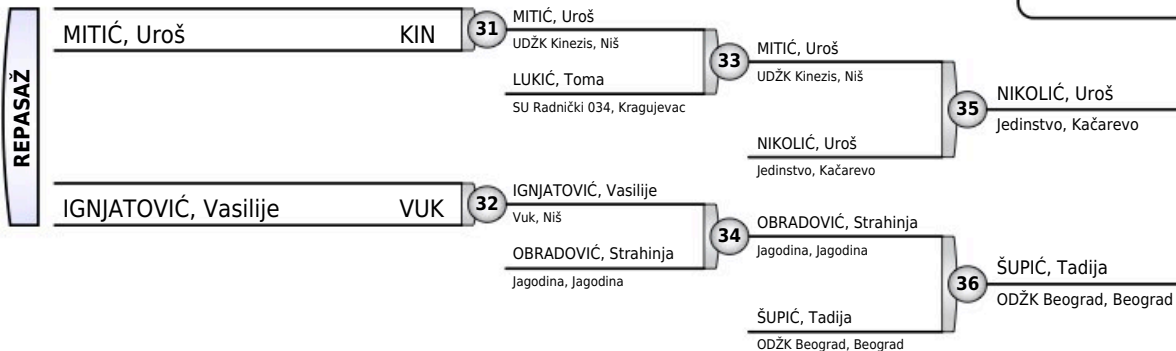 REPASAŽ
MITIĆ, Uroš KIN
31
MITIĆ, Uroš
UDŽK Kinezis, Niš
LUKIĆ, Toma
SU Radnički 034, Kragujevac
33
MITIĆ, Uroš
UDŽK Kinezis, Niš
NIKOLIĆ, Uroš
Jedinstvo, Kačarevo
35
NIKOLIĆ, Uroš
Jedinstvo, Kačarevo
IGNJATOVIĆ, Vasilije VUK
32
IGNJATOVIĆ, Vasilije
Vuk, Niš
OBRADOVIĆ, Strahinja
Jagodina, Jagodina
34
OBRADOVIĆ, Strahinja
Jagodina, Jagodina
ŠUPIĆ, Tadija
ODŽK Beograd, Beograd
36
ŠUPIĆ, Tadija
ODŽK Beograd, Beograd